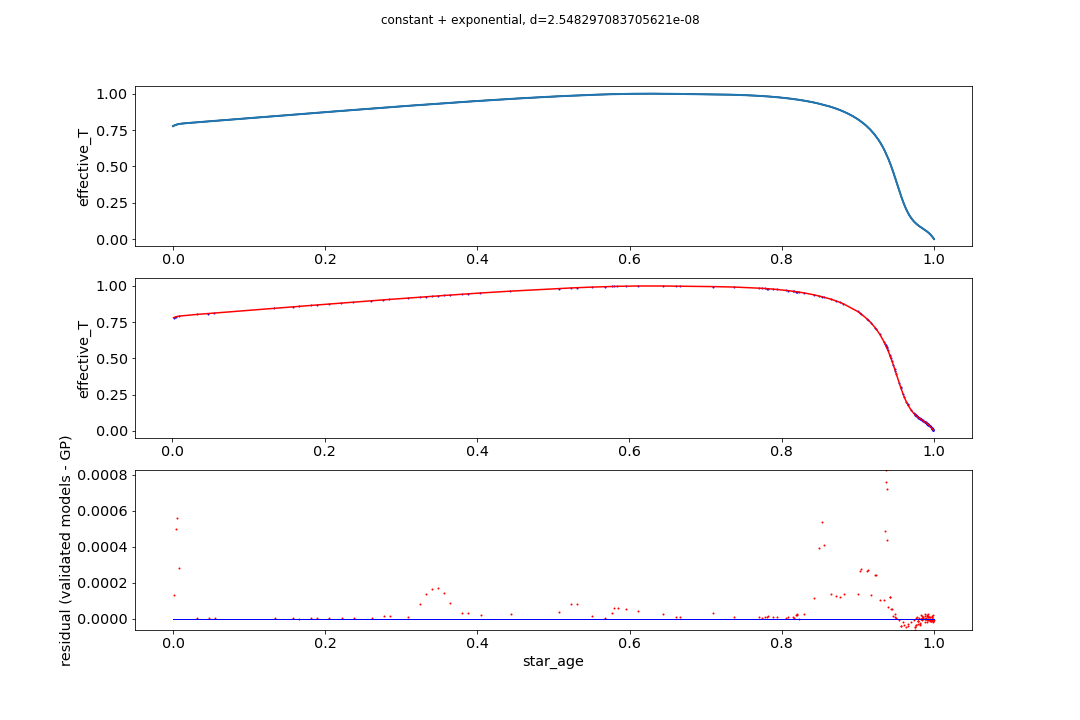 constant + exponential, d=2.548297083705621e-08
effective_T
1.00
0.75
0.50
0.25
0.00
0.0 0.2 0.4 0.6 0.8 1.0
effective_T
1.00
0.75
0.50
0.25
0.00
0.0 0.2 0.4 0.6 0.8 1.0
residual (validated models - GP)
0.0008
0.0006
0.0004
0.0002
0.0000
0.0 0.2 0.4 0.6 0.8 1.0
star_age